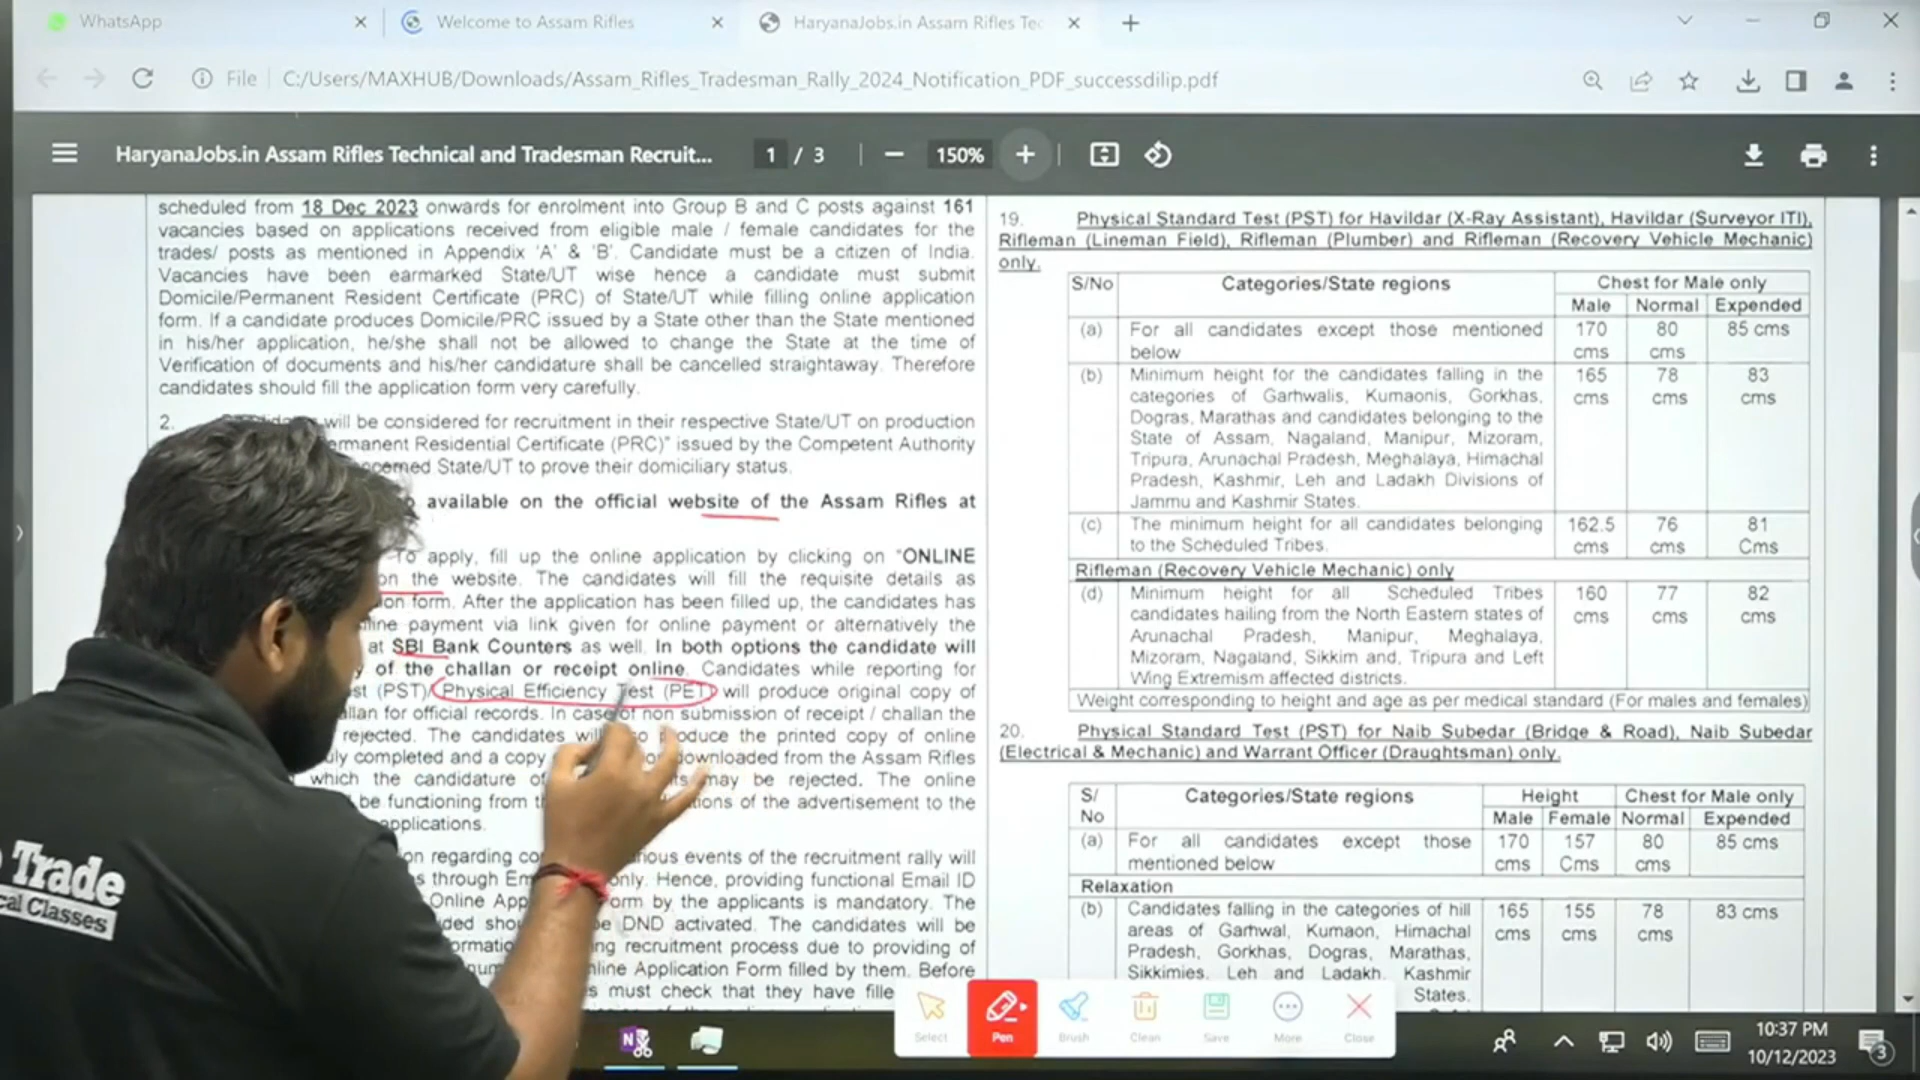 WhatsApp
Welcome to Assam Rifles
HaryanaJobs.in Assam Rifles Tec
File C:/Users/MAXHUB/Downloads/Assam_Rifles_Tradesman_Rally_2024_Notification_PDF_successdilip.pdf
HaryanaJobs.in Assam Rifles Technical and Tradesman Recruit...
1 / 3
150%
scheduled from 18 Dec 2023 onwards for enrolment into Group B and C posts against 161
vacancies based on applications received from eligible male / female candidates for the
trades/ posts as mentioned in Appendix 'A' & 'B'. Candidate must be a citizen of India.
Vacancies have been earmarked State/UT wise hence a candidate must submit
Domicile/Permanent Resident Certificate (PRC) of State/UT while filling online application
form. If a candidate produces Domicile/PRC issued by a State other than the State mentioned
in his/her application, he/she shall not be allowed to change the State at the time of
Verification of documents and his/her candidature shall be cancelled straightaway. Therefore
candidates should fill the application form very carefully.
2. will be considered for recruitment in their respective State/UT on production
ermanent Residential Certificate (PRC)" issued by the Competent Authority
ncerned State/UT to prove their domiciliary status.
available on the official website of the Assam Rifles at
To apply, fill up the online application by clicking on "ONLINE
on the website. The candidates will fill the requisite details as
ion form. After the application has been filled up, the candidates has
line payment via link given for online payment or alternatively the
at SBI Bank Counters as well. In both options the candidate will
y of the challan or receipt online. Candidates while reporting for
st (PST)/Physical Efficiency Test (PET) will produce original copy of
allan for official records. In case of non submission of receipt / challan the
rejected. The candidates will produce the printed copy of online
uly completed and a copy downloaded from the Assam Rifles
which the candidature of may be rejected. The online
be functioning from of the advertisement to the
applications.
on regarding various events of the recruitment rally will
s through only. Hence, providing functional Email ID
Online form by the applicants is mandatory. The
be DND activated. The candidates will be
recruitment process due to providing of
Online Application Form filled by them. Before
s must check that they have fille
19. Physical Standard Test (PST) for Havildar (X-Ray Assistant), Havildar (Surveyor ITI),
Rifleman (Lineman Field), Rifleman (Plumber) and Rifleman (Recovery Vehicle Mechanic)
only.
S/No Categories/State regions Chest for Male only
Male Normal Expended
(a) For all candidates except those mentioned 170 80 85 cms
below cms cms
(b) Minimum height for the candidates falling in the 165 78 83
categories of Garhwalis, Kumaonis, Gorkhas, cms cms cms
Dogras, Marathas and candidates belonging to the
State of Assam, Nagaland, Manipur, Mizoram,
Tripura, Arunachal Pradesh, Meghalaya, Himachal
Pradesh, Kashmir, Leh and Ladakh Divisions of
Jammu and Kashmir States.
(c) The minimum height for all candidates belonging 162.5 76 81
to the Scheduled Tribes. cms cms Cms
Rifleman (Recovery Vehicle Mechanic) only
(d) Minimum height for all Scheduled Tribes 160 77 82
candidates hailing from the North Eastern states of cms cms cms
Arunachal Pradesh, Manipur, Meghalaya,
Mizoram, Nagaland, Sikkim and, Tripura and Left
Wing Extremism affected districts.
Weight corresponding to height and age as per medical standard (For males and females)
20. Physical Standard Test (PST) for Naib Subedar (Bridge & Road), Naib Subedar
(Electrical & Mechanic) and Warrant Officer (Draughtsman) only.
S/ Categories/State regions Height Chest for Male only
No Male Female Normal Expended
(a) For all candidates except those 170 157 80 85 cms
mentioned below cms Cms cms
Relaxation
(b) Candidates falling in the categories of hill 165 155 78 83 cms
areas of Garhwal, Kumaon, Himachal cms cms cms
Pradesh, Gorkhas, Dogras, Marathas,
Sikkimies, Leh and Ladakh, Kashmir
States.
Trade
cal Classes
Select Pen Brush Clean Save More Close
10:37 PM
10/12/2023
3